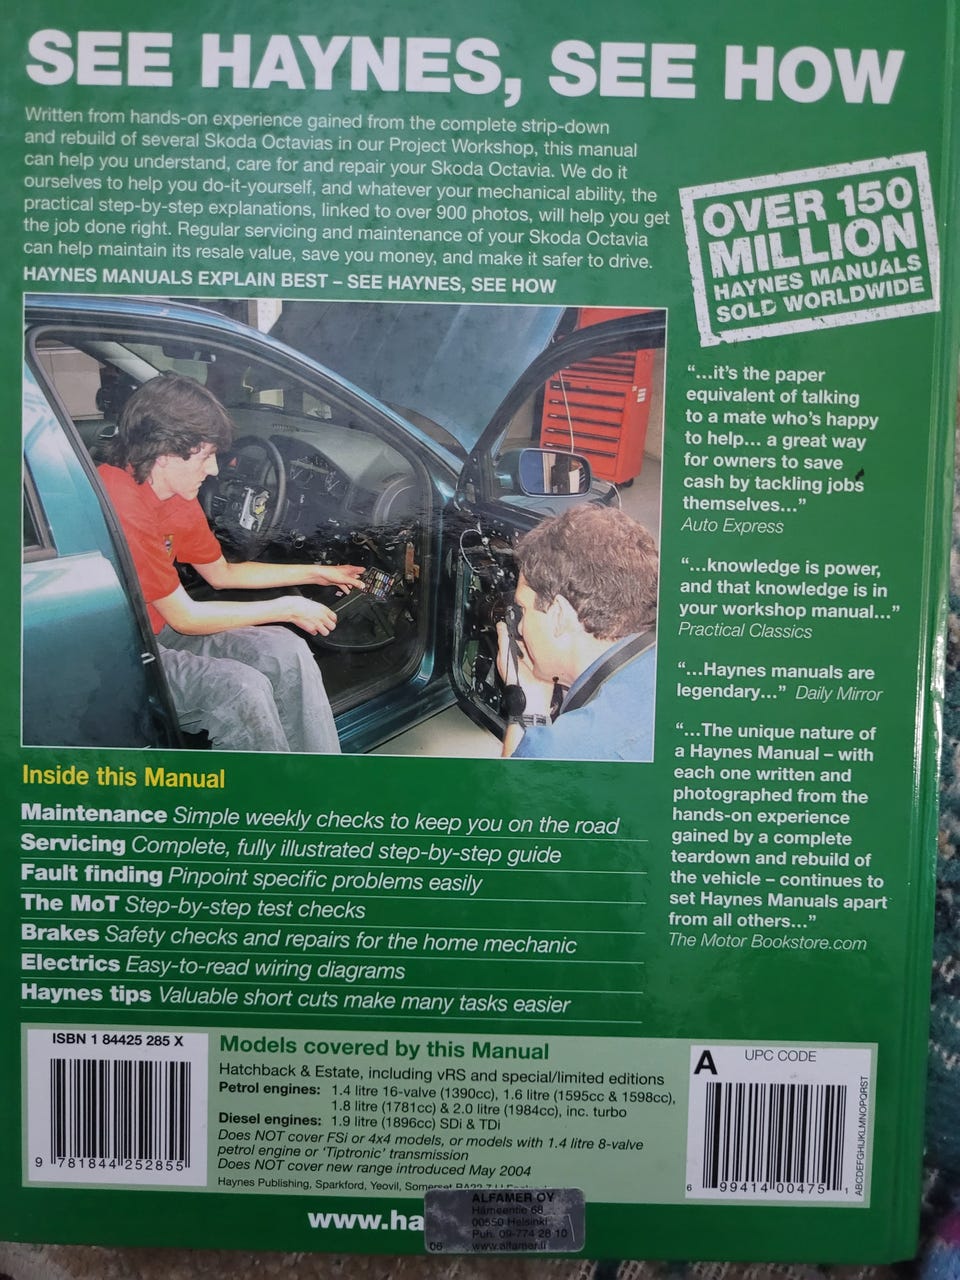 SEE HAYNES, SEE HOW
Written from hands-on experience gained from the complete strip-down
and rebuild of several Skoda Octavias in our Project Workshop, this manual
can help you understand, care for and repair your Skoda Octavia. We do it
ourselves to help you do-it-yourself, and whatever your mechanical ability, the
practical step-by-step explanations, linked to over 900 photos, will help you get
the job done right. Regular servicing and maintenance of your Skoda Octavia
can help maintain its resale value, save you money, and make it safer to drive.
HAYNES MANUALS EXPLAIN BEST – SEE HAYNES, SEE HOW
OVER 150
MILLION
HAYNES MANUALS
SOLD WORLDWIDE
“...it’s the paper
equivalent of talking
to a mate who’s happy
to help... a great way
for owners to save
cash by tackling jobs
themselves...”
Auto Express
“...knowledge is power,
and that knowledge is in
your workshop manual...”
Practical Classics
“...Haynes manuals are
legendary...” Daily Mirror
“...The unique nature of
a Haynes Manual – with
each one written and
photographed from the
hands-on experience
gained by a complete
teardown and rebuild of
the vehicle – continues to
set Haynes Manuals apart
from all others...”
The Motor Bookstore.com
Inside this Manual
Maintenance Simple weekly checks to keep you on the road
Servicing Complete, fully illustrated step-by-step guide
Fault finding Pinpoint specific problems easily
The MoT Step-by-step test checks
Brakes Safety checks and repairs for the home mechanic
Electrics Easy-to-read wiring diagrams
Haynes tips Valuable short cuts make many tasks easier
ISBN 1 84425 285 X
9 781844 252855
Models covered by this Manual
Hatchback & Estate, including vRS and special/limited editions
Petrol engines: 1.4 litre 16-valve (1390cc), 1.6 litre (1595cc & 1598cc),
1.8 litre (1781cc) & 2.0 litre (1984cc), inc. turbo
Diesel engines: 1.9 litre (1896cc) SDi & TDi
Does NOT cover FSi or 4x4 models, or models with 1.4 litre 8-valve
petrol engine or ‘Tiptronic’ transmission
Does NOT cover new range introduced May 2004
Haynes Publishing, Sparkford, Yeovil, Somerset
A UPC CODE
6 99414 00475 1
ABCDEFGHIJKLMNOPQRST
www.ha
ALFAMER OY
Hämeentie 68
00550 Helsinki
Puh. 09-774 28 10
06 www.alfamer.fi